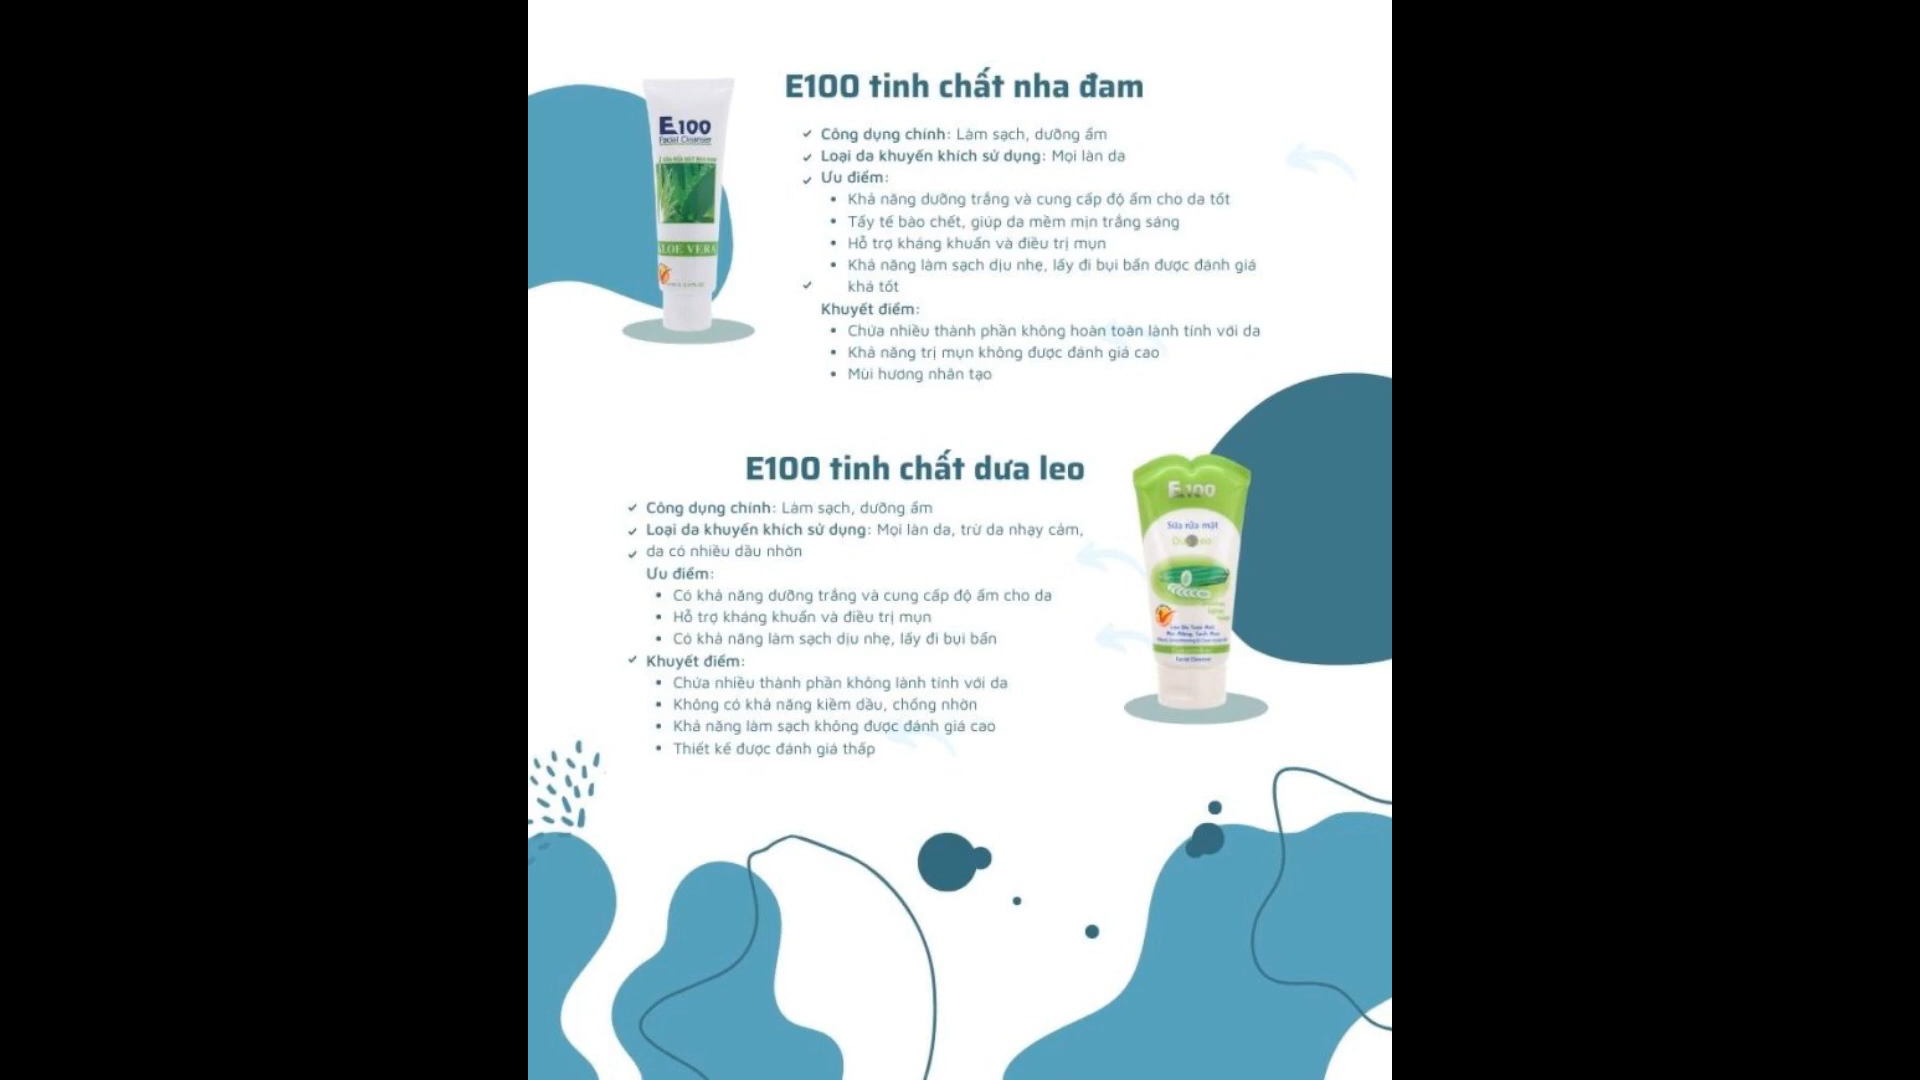 E100 tinh chất nha đam
E100
Facial Cleanser
ALOE VERA
Công dụng chính: Làm sạch, dưỡng ẩm
Loại da khuyến khích sử dụng: Mọi làn da
Ưu điểm:
Khả năng dưỡng trắng và cung cấp độ ẩm cho da tốt
Tẩy tế bào chết, giúp da mềm mịn trắng sáng
Hỗ trợ kháng khuẩn và điều trị mụn
Khả năng làm sạch dịu nhẹ, lấy đi bụi bẩn được đánh giá
khá tốt
Khuyết điểm:
Chứa nhiều thành phần không hoàn toàn lành tính với da
Khả năng trị mụn không được đánh giá cao
Mùi hương nhân tạo
E100 tinh chất dưa leo
Công dụng chính: Làm sạch, dưỡng ẩm
Loại da khuyến khích sử dụng: Mọi làn da, trừ da nhạy cảm,
da có nhiều dầu nhờn
Ưu điểm:
Có khả năng dưỡng trắng và cung cấp độ ẩm cho da
Hỗ trợ kháng khuẩn và điều trị mụn
Có khả năng làm sạch dịu nhẹ, lấy đi bụi bẩn
Khuyết điểm:
Chứa nhiều thành phần không lành tính với da
Không có khả năng kiềm dầu, chống nhờn
Khả năng làm sạch không được đánh giá cao
Thiết kế được đánh giá thấp
E100
Sữa rửa mặt
Facial Cleanser